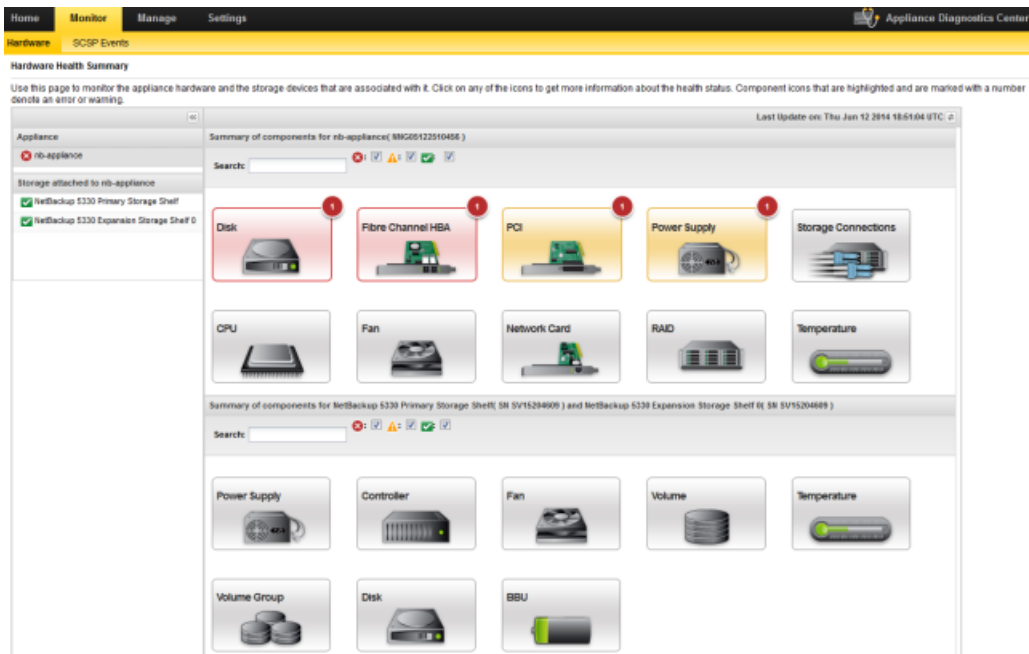 Home Monitor Manage Settings Appliance Diagnostics Center
Hardware SCSP Events
Hardware Health Summary
Use this page to monitor the appliance hardware and the storage devices that are associated with it. Click on any of the icons to get more information about the health status. Component icons that are highlighted and are marked with a number
denote an error or warning.
Last Update on: Thu Jun 12 2014 18:51:04 UTC
Appliance
nb-appliance
Storage attached to nb-appliance
NetBackup 5330 Primary Storage Shelf
NetBackup 5330 Expansion Storage Shelf 0
Summary of components for nb-appliance(
Search:
Disk 1
Fibre Channel HBA 1
PCI 1
Power Supply 1
Storage Connections
CPU
Fan
Network Card
RAID
Temperature
Summary of components for NetBackup 5330 Primary Storage Shelf( SN SV15204609 ) and NetBackup 5330 Expansion Storage Shelf 0( SN SV15204609 )
Search:
Power Supply
Controller
Fan
Volume
Temperature
Volume Group
Disk
BBU